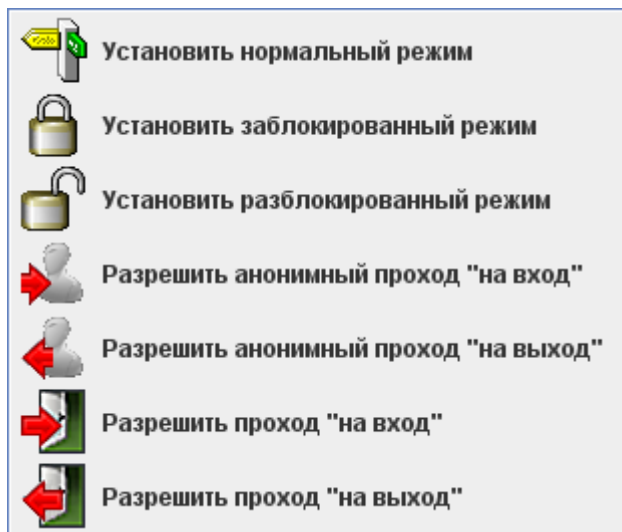 Установить нормальный режим
Установить заблокированный режим
Установить разблокированный режим
Разрешить анонимный проход "на вход"
Разрешить анонимный проход "на выход"
Разрешить проход "на вход"
Разрешить проход "на выход"